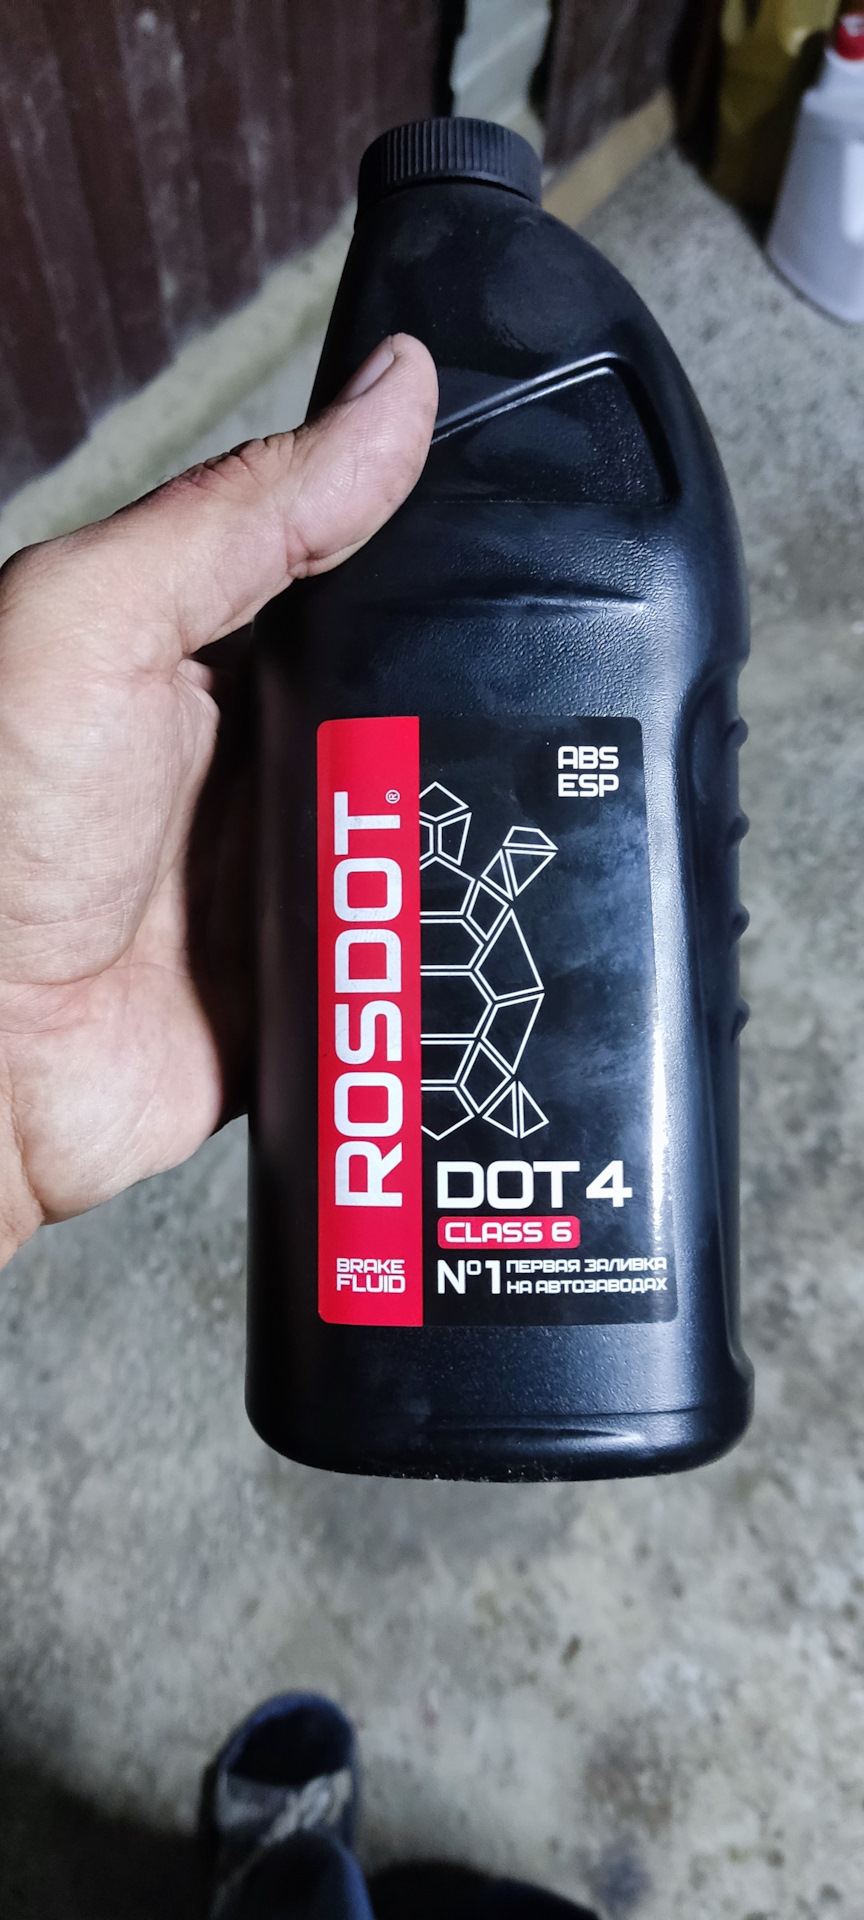 ABS
ESP
ROSDOT®
DOT 4
CLASS 6
BRAKE
FLUID
Nº1 ПЕРВАЯ ЗАЛИВКА
НА АВТОЗАВОДАХ